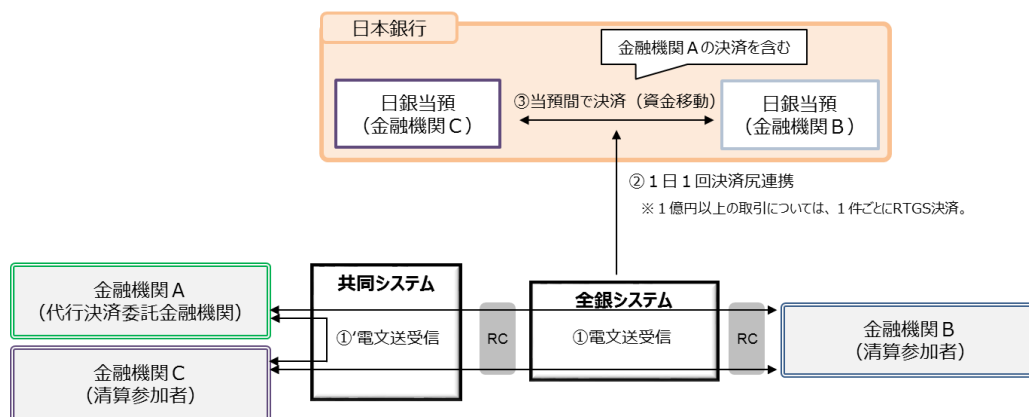 日本銀行
金融機関Aの決済を含む
日銀当預
（金融機関C）
③当預間で決済（資金移動）
日銀当預
（金融機関B）
②１日１回決済尻連携
※１億円以上の取引については、１件ごとにRTGS決済。
金融機関A
（代行決済委託金融機関）
共同システム
①’電文送受信
RC
全銀システム
①電文送受信
RC
金融機関B
（清算参加者）
金融機関C
（清算参加者）